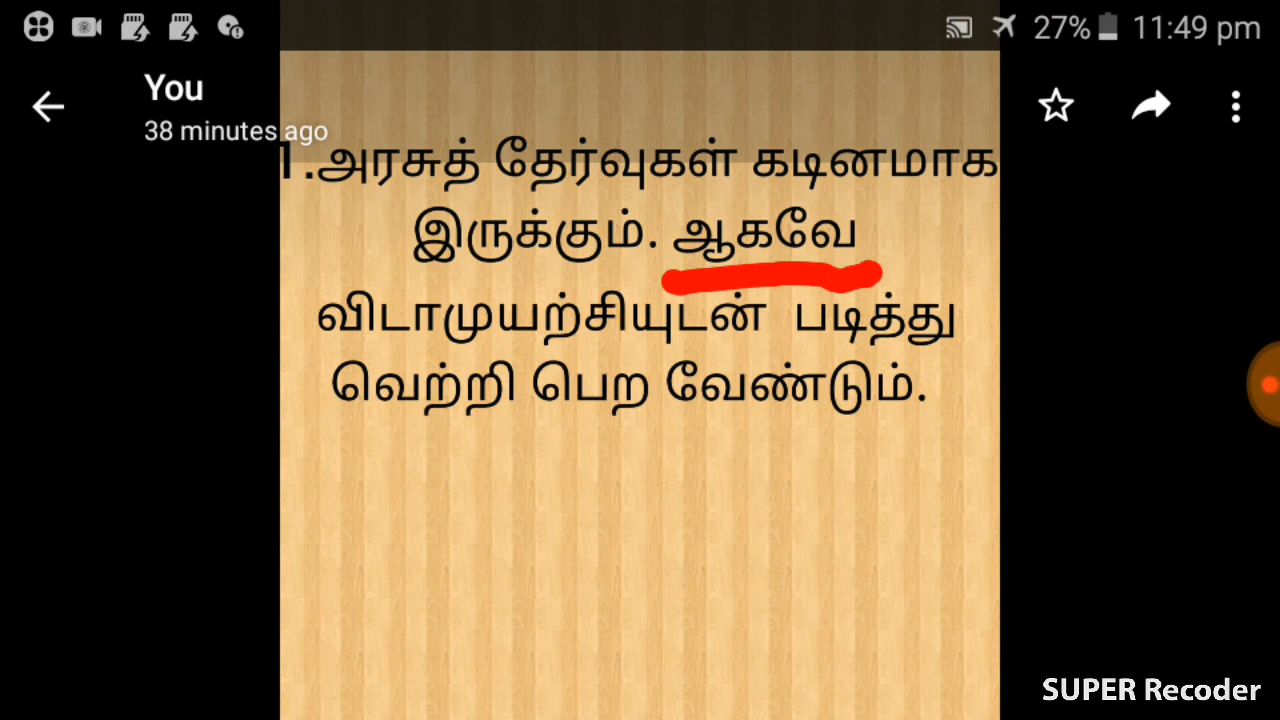 27% 11:49 pm
You
38 minutes ago
1.அரசுத் தேர்வுகள் கடினமாக
இருக்கும். ஆகவே
விடாமுயற்சியுடன் படித்து
வெற்றி பெற வேண்டும்.
SUPER Recoder